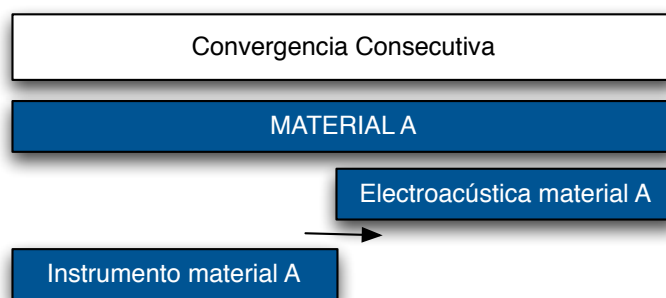 Convergencia Consecutiva
MATERIAL A
Electroacústica material A
Instrumento material A